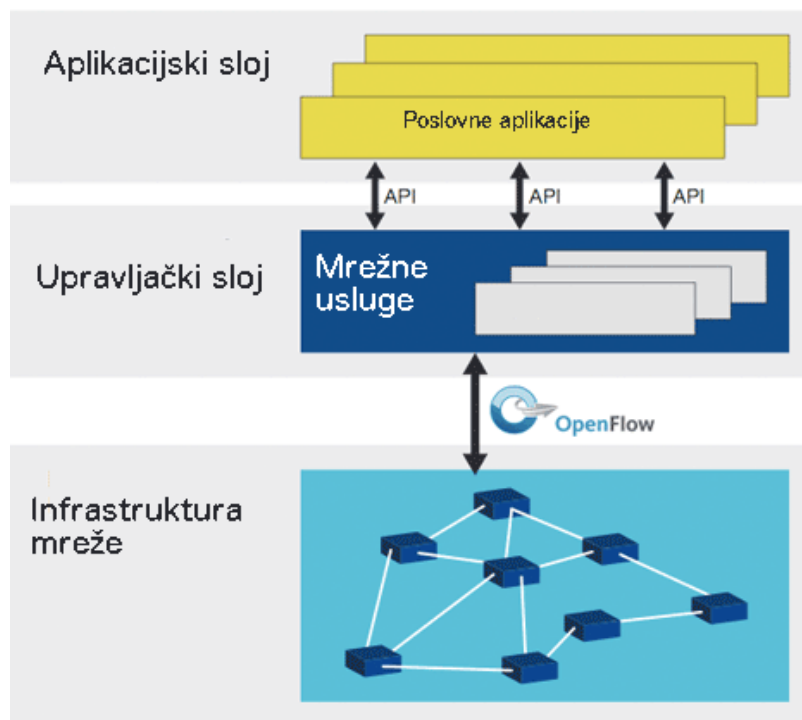 Aplikacijski sloj
Poslovne aplikacije
API
API
API
Upravljački sloj
Mrežne
usluge
OpenFlow
Infrastruktura
mreže